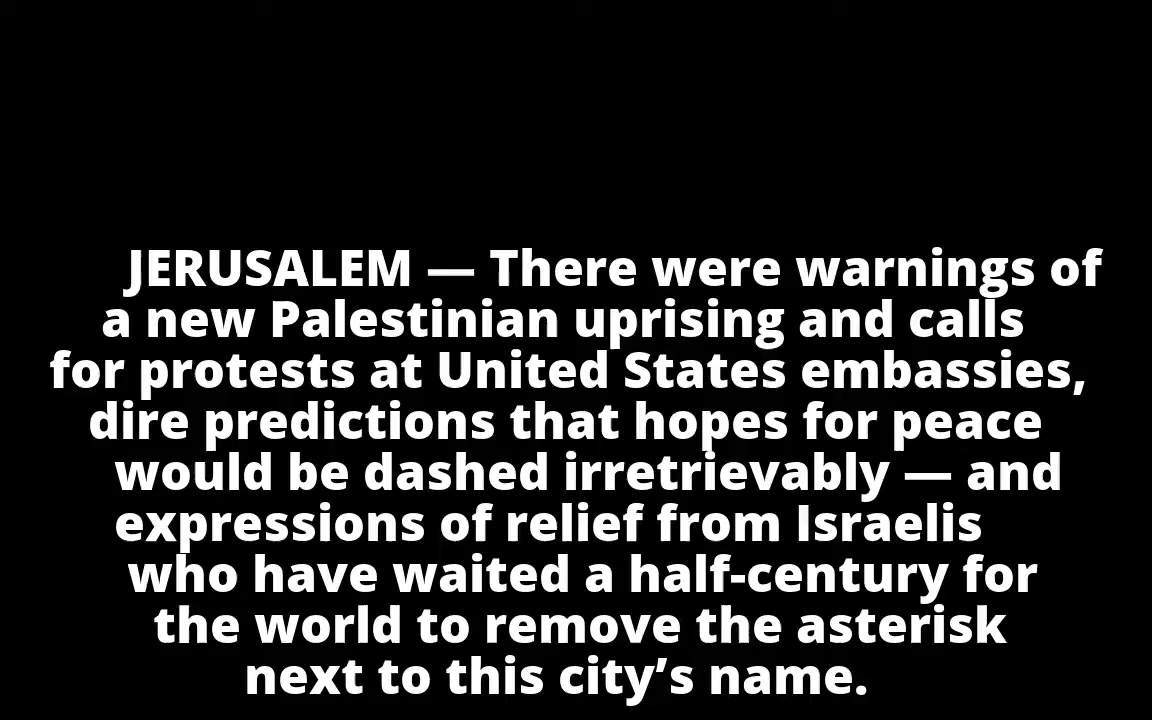 JERUSALEM — There were warnings of
a new Palestinian uprising and calls
for protests at United States embassies,
dire predictions that hopes for peace
would be dashed irretrievably — and
expressions of relief from Israelis
who have waited a half-century for
the world to remove the asterisk
next to this city’s name.